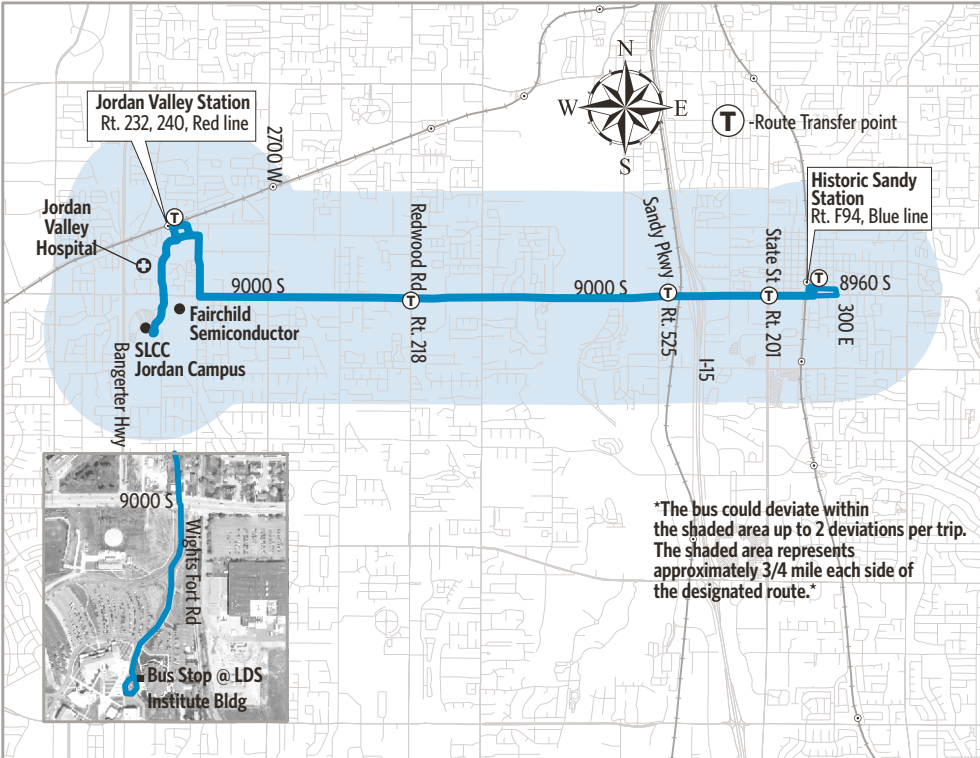 N
W
E
S
T -Route Transfer point
Jordan Valley Station
Rt. 232, 240, Red line
T
2700 W
Jordan
Valley
Hospital
9000 S
Fairchild
Semiconductor
SLCC
Jordan Campus
Bangerter Hwy
Redwood Rd
T
Rt. 218
9000 S
Sandy Pkwy
T
Rt. 525
I-15
State St
T
Rt. 201
Historic Sandy
Station
Rt. F94, Blue line
T
8960 S
300 E
9000 S
Wights Fort Rd
Bus Stop @ LDS
Institute Bldg
*The bus could deviate within
the shaded area up to 2 deviations per trip.
The shaded area represents
approximately 3/4 mile each side of
the designated route.*